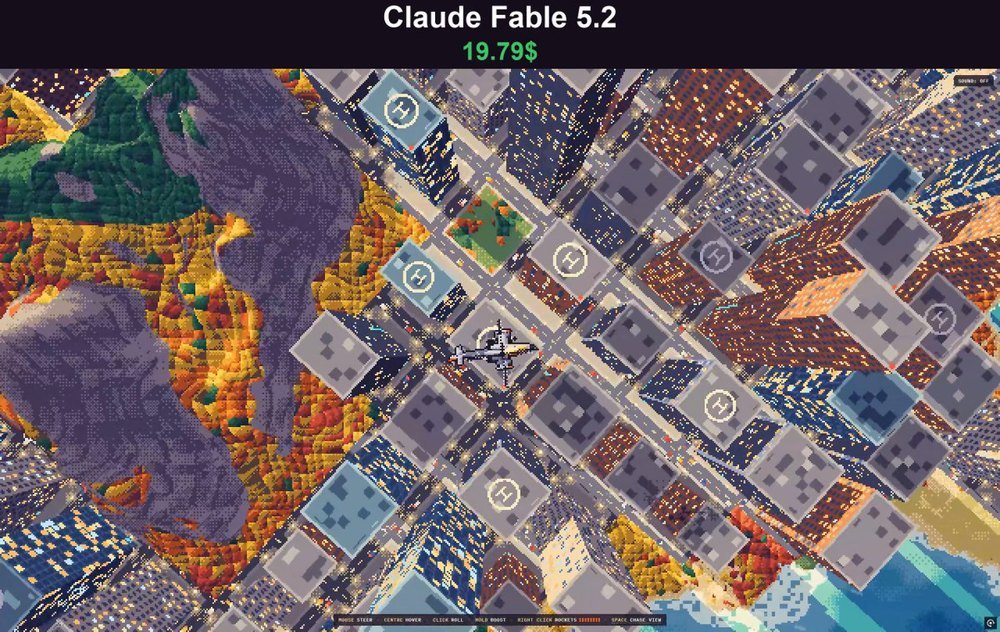 Claude Fable 5.2
19.79$
SOUND: OFF
H
H
H
H
H
H
H
H
MOUSE STEER · CENTRE HOVER · CLICK ROLL · HOLD BOOST · RIGHT CLICK ROCKETS · SPACE CHASE VIEW